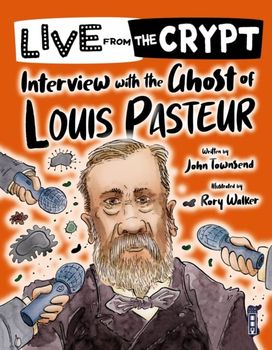 LIVE FROM THE CRYPT
Interview with the Ghost of
LOUIS PASTEUR
Written by
John Townsend
Illustrated by
Rory Walker